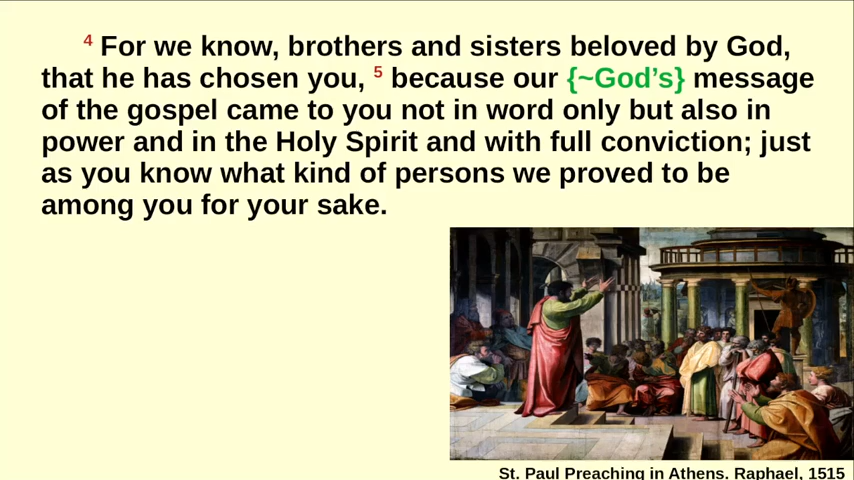 4 For we know, brothers and sisters beloved by God,
that he has chosen you, 5 because our {~God’s} message
of the gospel came to you not in word only but also in
power and in the Holy Spirit and with full conviction; just
as you know what kind of persons we proved to be
among you for your sake.
St. Paul Preaching in Athens. Raphael, 1515